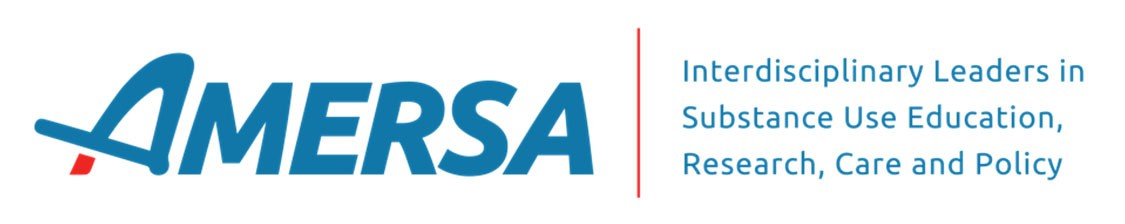 AMERSA
Interdisciplinary Leaders in
Substance Use Education,
Research, Care and Policy